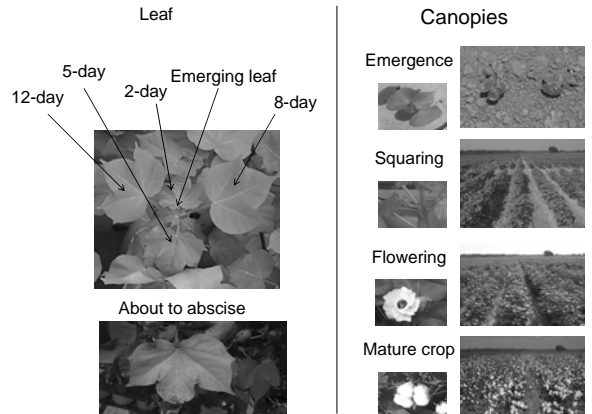 Leaf
5-day
Emerging leaf
2-day
12-day
8-day
About to abscise
Canopies
Emergence
Squaring
Flowering
Mature crop